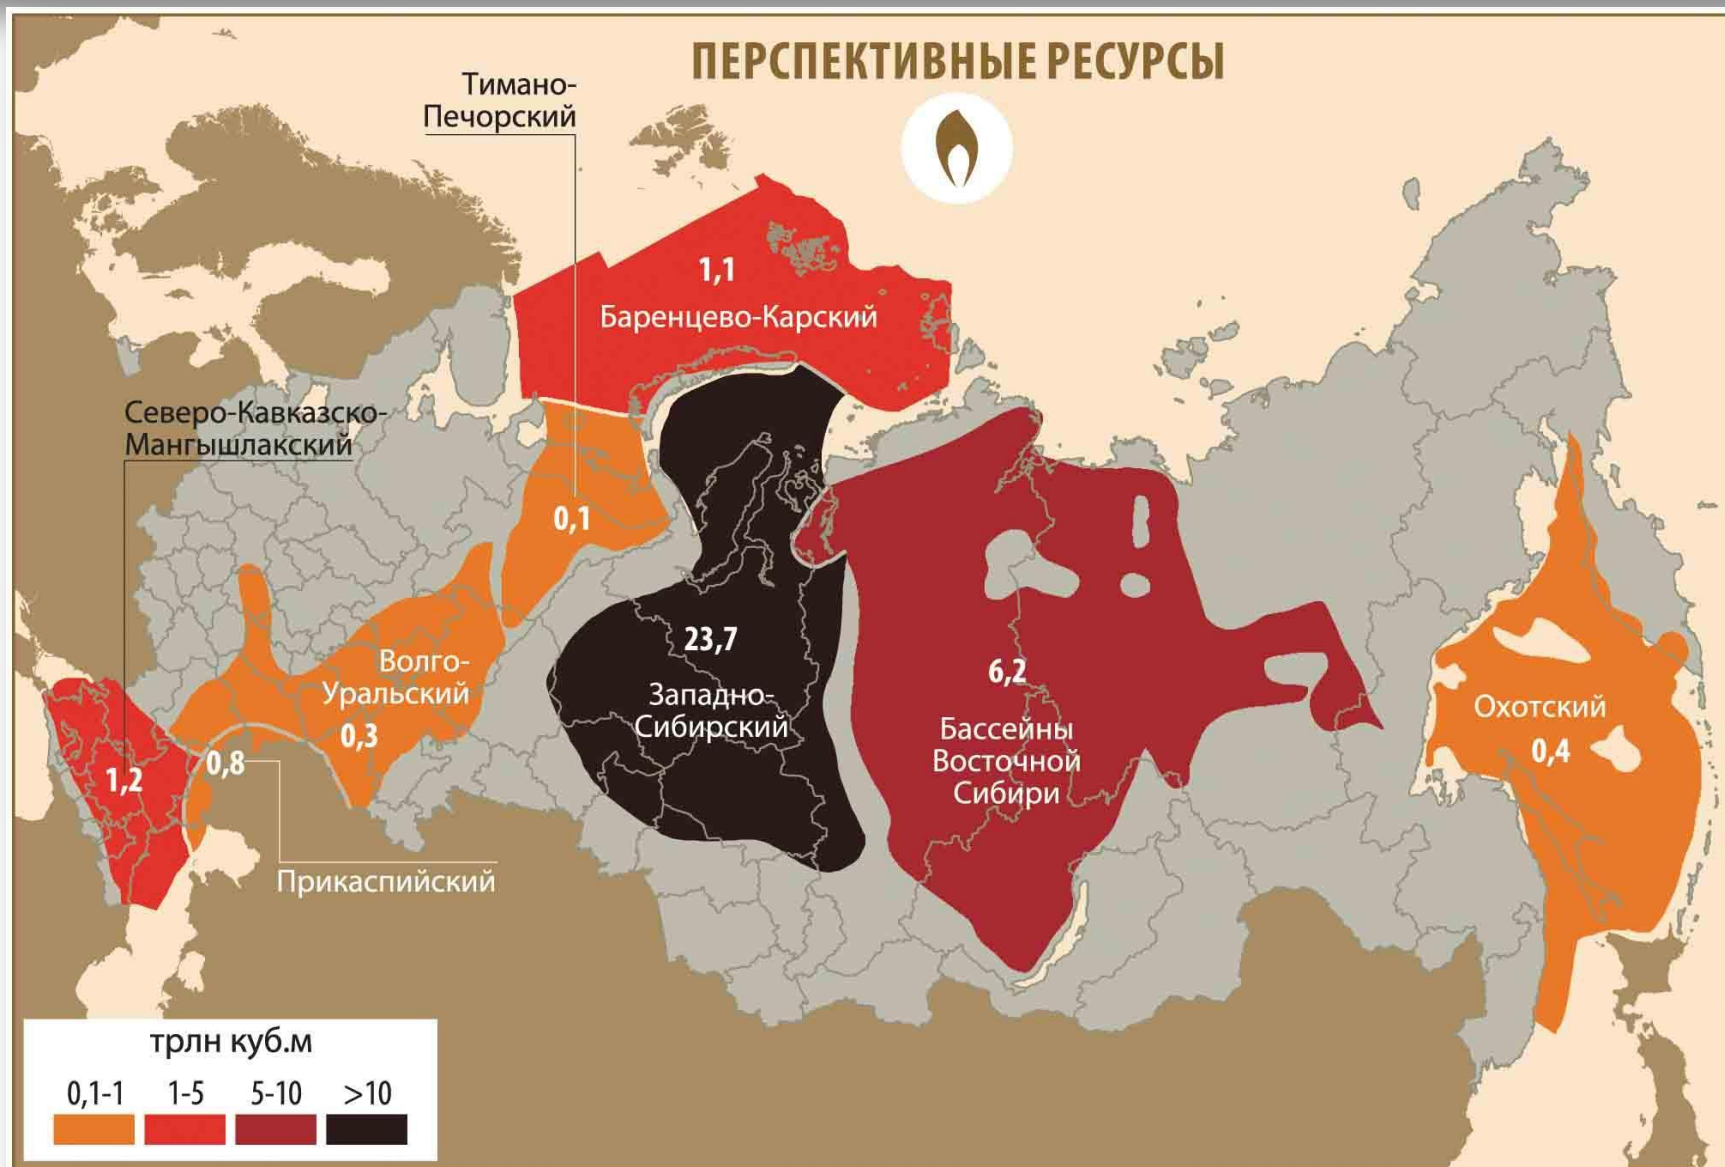 ПЕРСПЕКТИВНЫЕ РЕСУРСЫ
Тимано-
Печорский
1,1
Баренцево-Карский
Северо-Кавказско-
Мангышлакский
0,1
23,7
Западно-
Сибирский
6,2
Бассейны
Восточной
Сибири
Волго-
Уральский
0,3
Охотский
0,4
0,8
1,2
Прикаспийский
трлн куб.м
0,1-1 1-5 5-10 >10